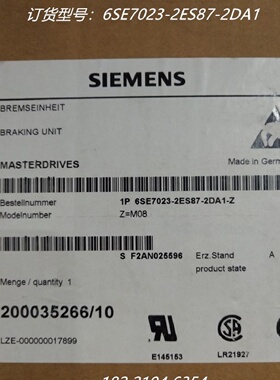 订货型号：6SE7023-2ES87-2DA1
SIEMENS
BREMSEINHEIT
BRAKING UNIT
MASTERDRIVES
Made in Germ
Bestellnummer 1P 6SE7023-2ES87-2DA1-Z
Modelnumber Z=M08
S F2AN025596 Erz.Stand A
product state
Menge / quantity 1
200035266/10
LZE-000000017899
E145153 LR21927